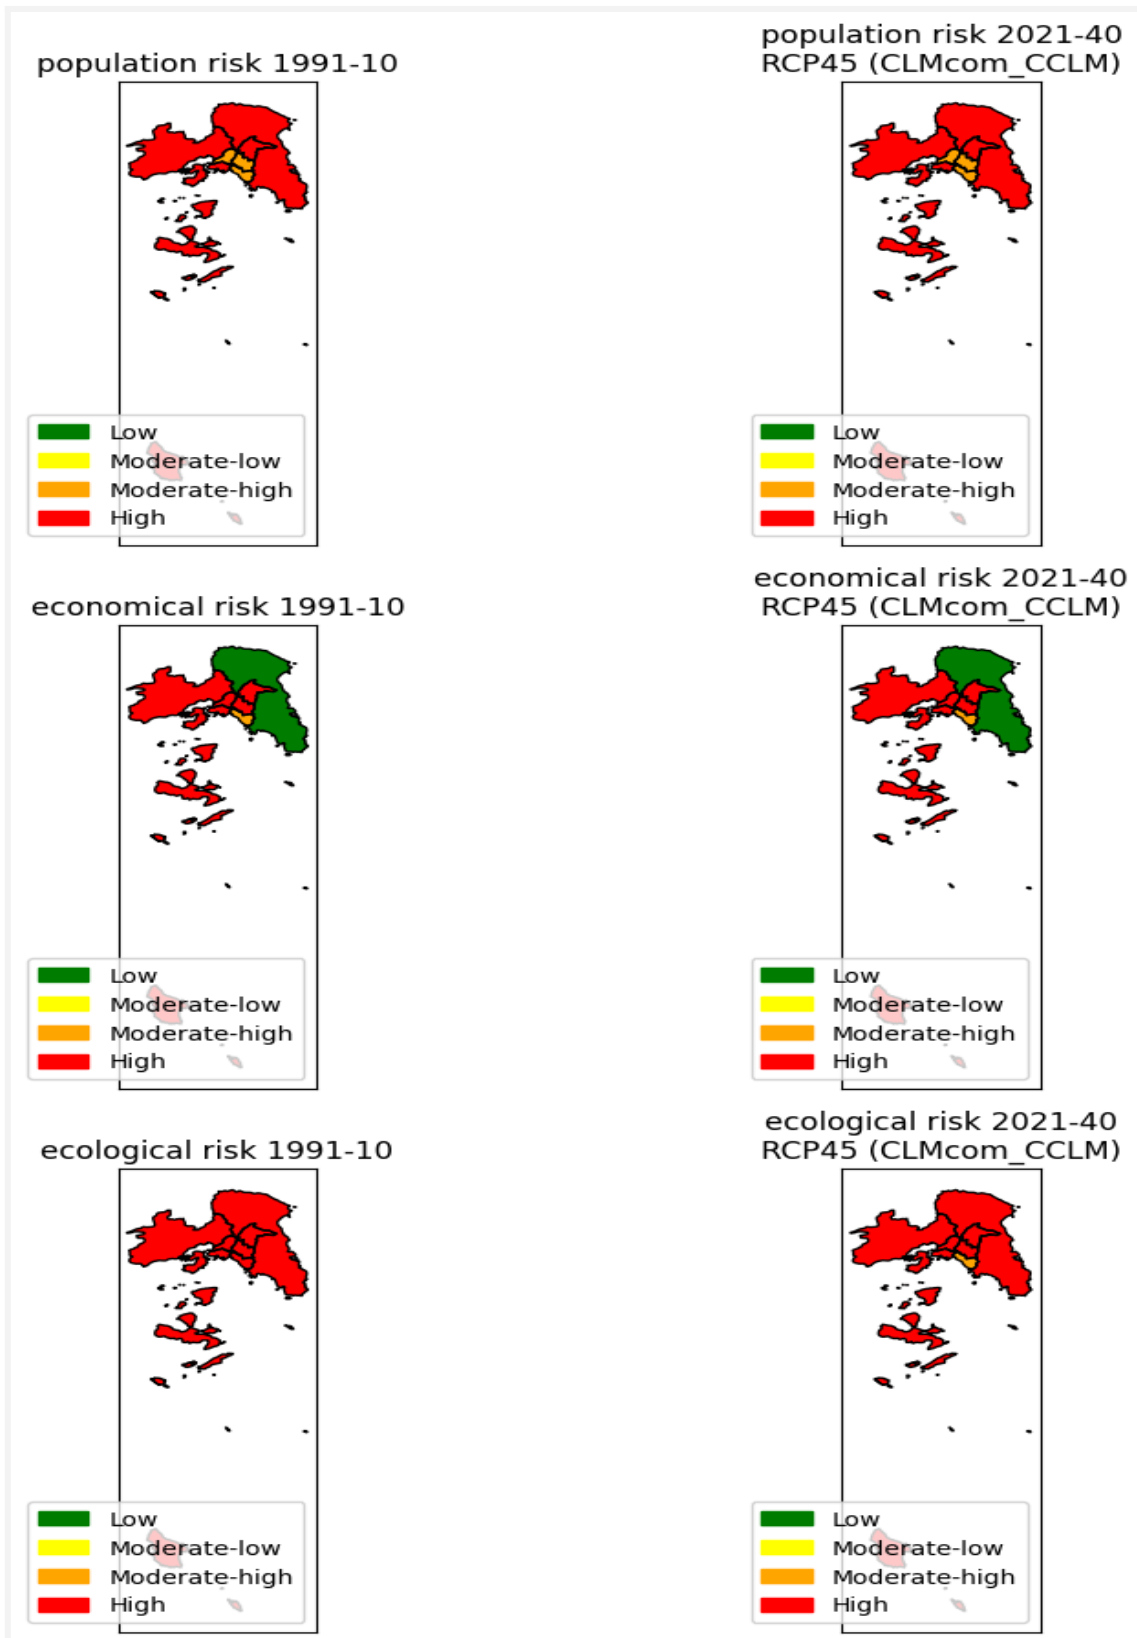 population risk 1991-10
population risk 2021-40
RCP45 (CLMcom_CCLM)
Low
Moderate-low
Moderate-high
High
Low
Moderate-low
Moderate-high
High
economical risk 1991-10
economical risk 2021-40
RCP45 (CLMcom_CCLM)
Low
Moderate-low
Moderate-high
High
Low
Moderate-low
Moderate-high
High
ecological risk 1991-10
ecological risk 2021-40
RCP45 (CLMcom_CCLM)
Low
Moderate-low
Moderate-high
High
Low
Moderate-low
Moderate-high
High